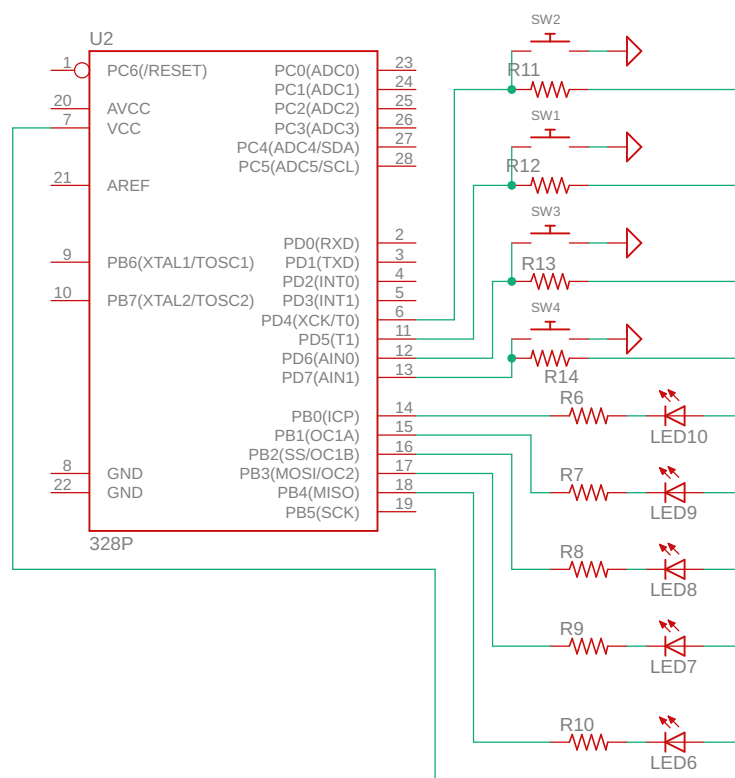 U2
1 PC6(/RESET) PC0(ADC0) 23
PC1(ADC1) 24
20 AVCC PC2(ADC2) 25
7 VCC PC3(ADC3) 26
PC4(ADC4/SDA) 27
PC5(ADC5/SCL) 28
21 AREF
PD0(RXD) 2
9 PB6(XTAL1/TOSC1) PD1(TXD) 3
PD2(INT0) 4
10 PB7(XTAL2/TOSC2) PD3(INT1) 5
PD4(XCK/T0) 6
PD5(T1) 11
PD6(AIN0) 12
PD7(AIN1) 13
PB0(ICP) 14
PB1(OC1A) 15
PB2(SS/OC1B) 16
8 GND PB3(MOSI/OC2) 17
22 GND PB4(MISO) 18
PB5(SCK) 19
328P
SW2
R11
SW1
R12
SW3
R13
SW4
R14
R6
LED10
R7
LED9
R8
LED8
R9
LED7
R10
LED6